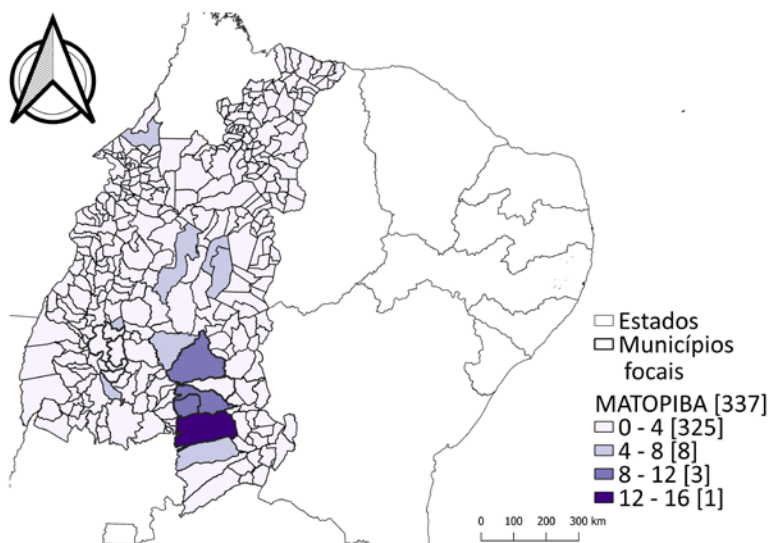 Estados
Municípios
focais
MATOPIBA [337]
0 - 4 [325]
4 - 8 [8]
8 - 12 [3]
12 - 16 [1]
0 100 200 300 km